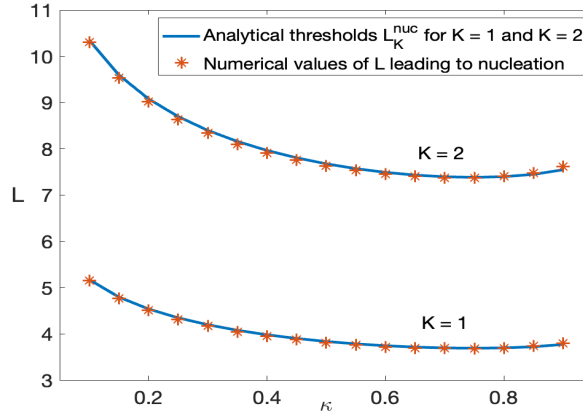 11
Analytical thresholds L_K^nuc for K = 1 and K = 2
10
Numerical values of L leading to nucleation
9
8
K = 2
7
L
6
5
K = 1
4
3
0.2 0.4 0.6 0.8
κ